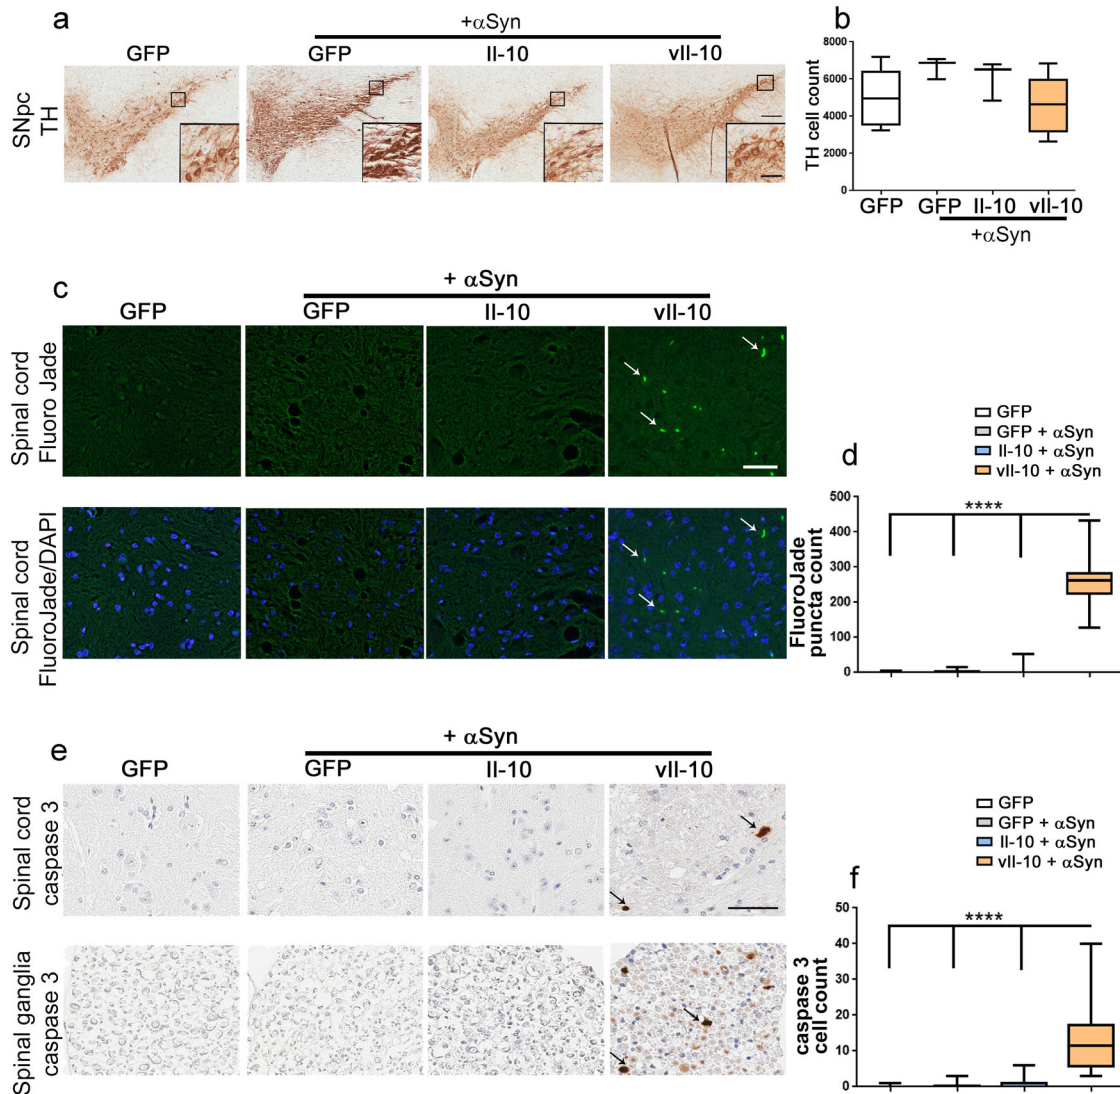 a
+αSyn
GFP
GFP
Il-10
vIl-10
SNpc
TH
b
TH cell count
8000
6000
4000
2000
0
GFP
GFP
Il-10
vIl-10
+αSyn
c
+ αSyn
GFP
GFP
Il-10
vIl-10
Spinal cord
Fluoro Jade
Spinal cord
FluoroJade/DAPI
GFP
GFP + αSyn
Il-10 + αSyn
vIl-10 + αSyn
d
FluoroJade
puncta count
500
400
300
200
100
0
****
e
+ αSyn
GFP
GFP
Il-10
vIl-10
Spinal cord
caspase 3
Spinal ganglia
caspase 3
GFP
GFP + αSyn
Il-10 + αSyn
vIl-10 + αSyn
f
caspase 3
cell count
50
40
30
20
10
0
****